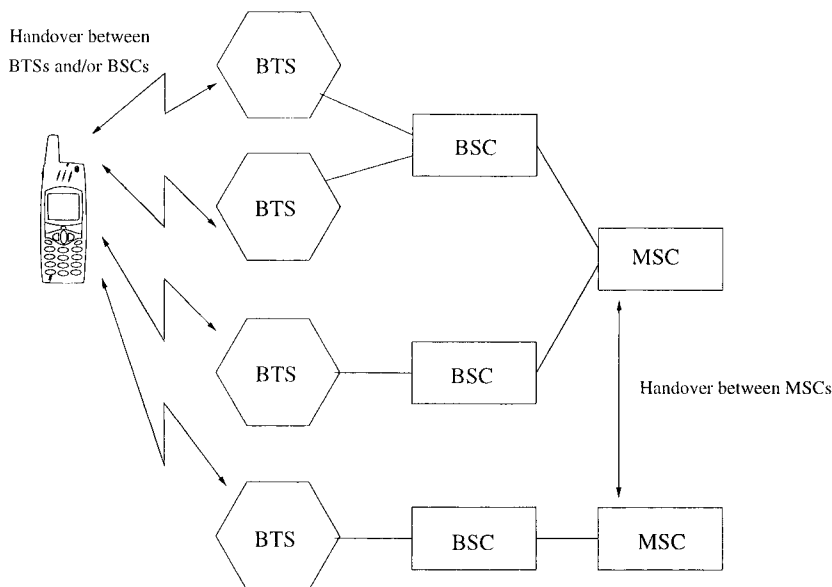 Handover between
BTSs and/or BSCs
BTS
BSC
BTS
MSC
BTS
BSC
Handover between MSCs
BTS
BSC
MSC